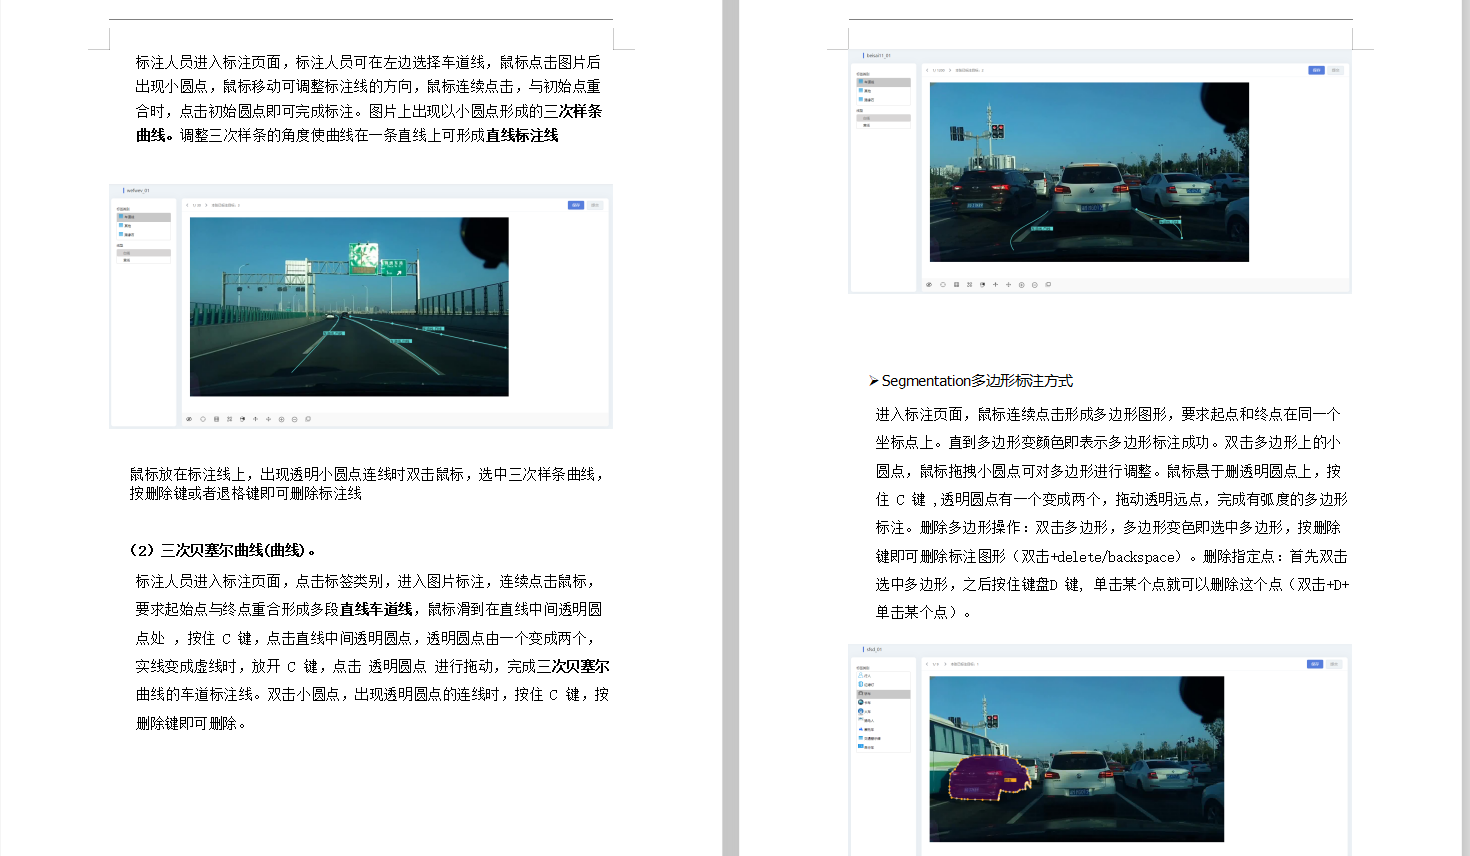 标注人员进入标注页面，标注人员可在左边选择车道线，鼠标点击图片后
出现小圆点，鼠标移动可调整标注线的方向，鼠标连续点击，与初始点重
合时，点击初始圆点即可完成标注。图片上出现以小圆点形成的三次样条
曲线。调整三次样条的角度使曲线在一条直线上可形成直线标注线
wefwev_01
鼠标放在标注线上，出现透明小圆点连线时双击鼠标，选中三次样条曲线，
按删除键或者退格键即可删除标注线
（2）三次贝塞尔曲线(曲线)。
标注人员进入标注页面，点击标签类别，进入图片标注，连续点击鼠标，
要求起始点与终点重合形成多段直线车道线，鼠标滑到在直线中间透明圆
点处 ，按住 C 键，点击直线中间透明圆点，透明圆点由一个变成两个，
实线变成虚线时，放开 C 键，点击 透明圆点 进行拖动，完成三次贝塞尔
曲线的车道标注线。双击小圆点，出现透明圆点的连线时，按住 C 键，按
删除键即可删除。
➢ Segmentation多边形标注方式
进入标注页面，鼠标连续点击形成多边形图形，要求起点和终点在同一个
坐标点上。直到多边形变颜色即表示多边形标注成功。双击多边形上的小
圆点，鼠标拖拽小圆点可对多边形进行调整。鼠标悬于删透明圆点上，按
住 C 键 ,透明圆点有一个变成两个，拖动透明远点，完成有弧度的多边形
标注。删除多边形操作：双击多边形，多边形变色即选中多边形，按删除
键即可删除标注图形（双击+delete/backspace）。删除指定点：首先双击
选中多边形，之后按住键盘D 键, 单击某个点就可以删除这个点（双击+D+
单击某个点）。